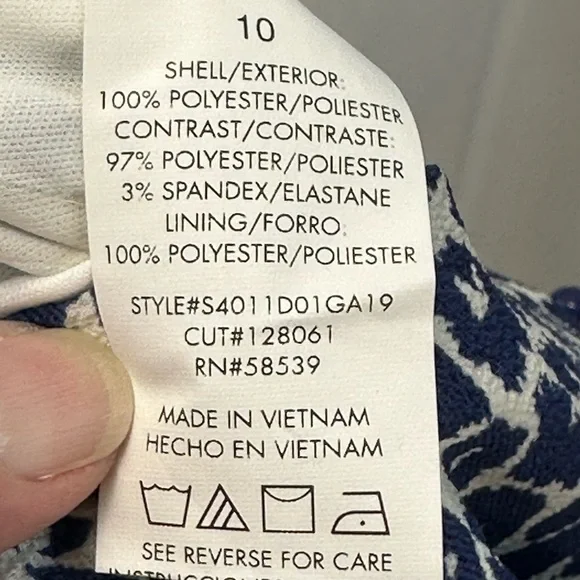 10
SHELL/EXTERIOR:
100% POLYESTER/POLIESTER
CONTRAST/CONTRASTE:
97% POLYESTER/POLIESTER
3% SPANDEX/ELASTANE
LINING/FORRO:
100% POLYESTER/POLIESTER
STYLE#S4011D01GA19
CUT#128061
RN#58539
MADE IN VIETNAM
HECHO EN VIETNAM
SEE REVERSE FOR CARE